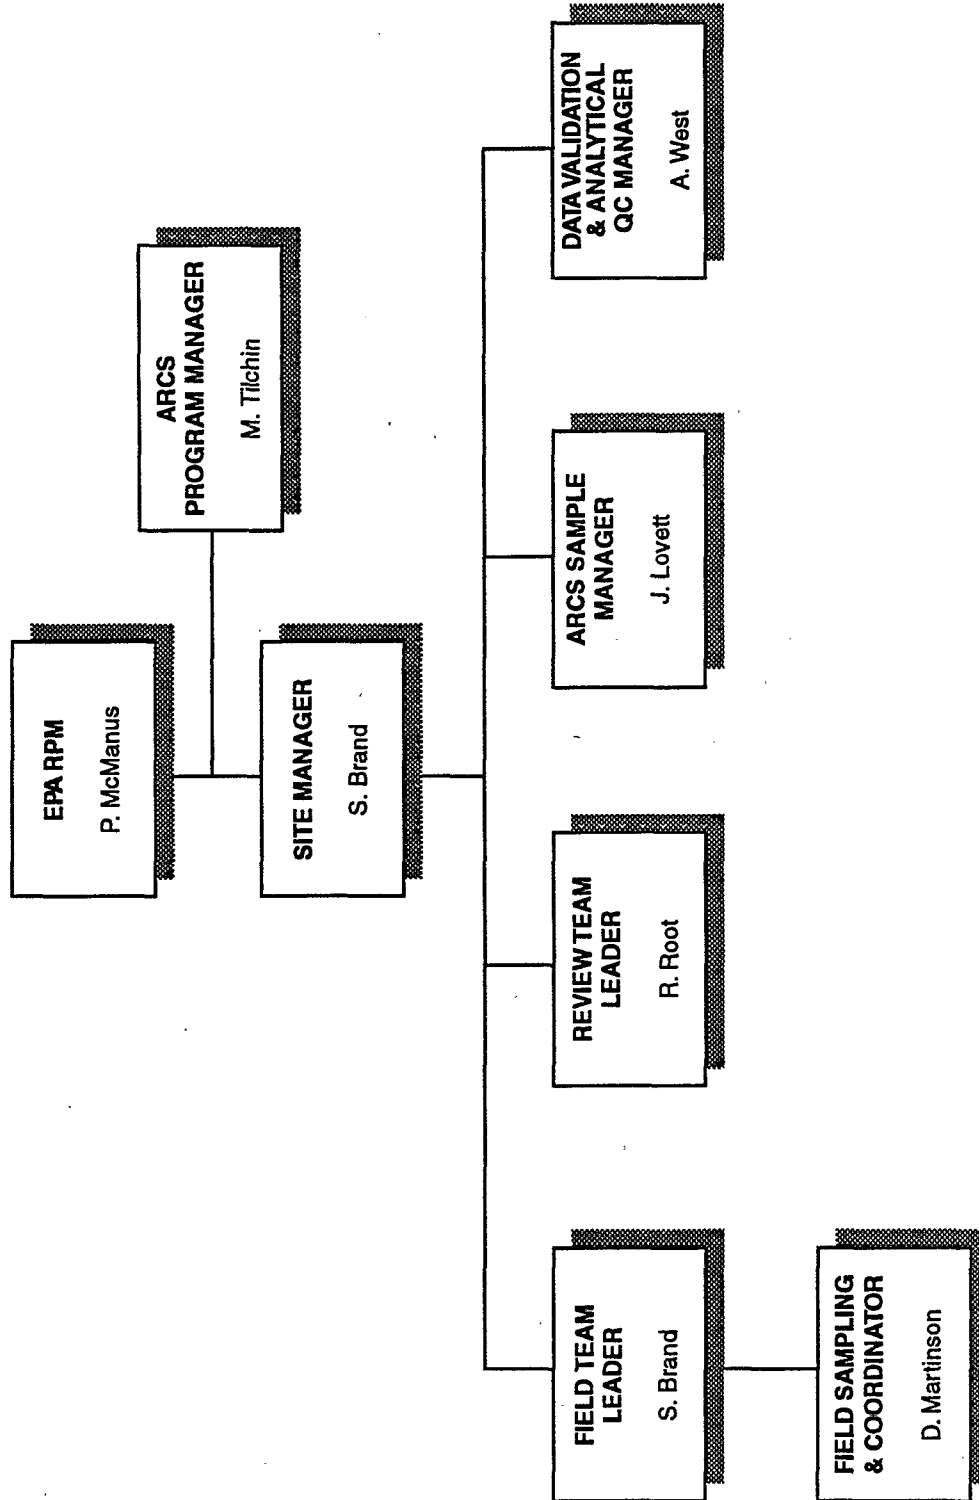 EPA RPM
P. McManus
ARCS
PROGRAM MANAGER
M. Tilchin
SITE MANAGER
S. Brand
FIELD TEAM
LEADER
S. Brand
REVIEW TEAM
LEADER
R. Root
ARCS SAMPLE
MANAGER
J. Lovett
DATA VALIDATION
& ANALYTICAL
QC MANAGER
A. West
FIELD SAMPLING
& COORDINATOR
D. Martinson